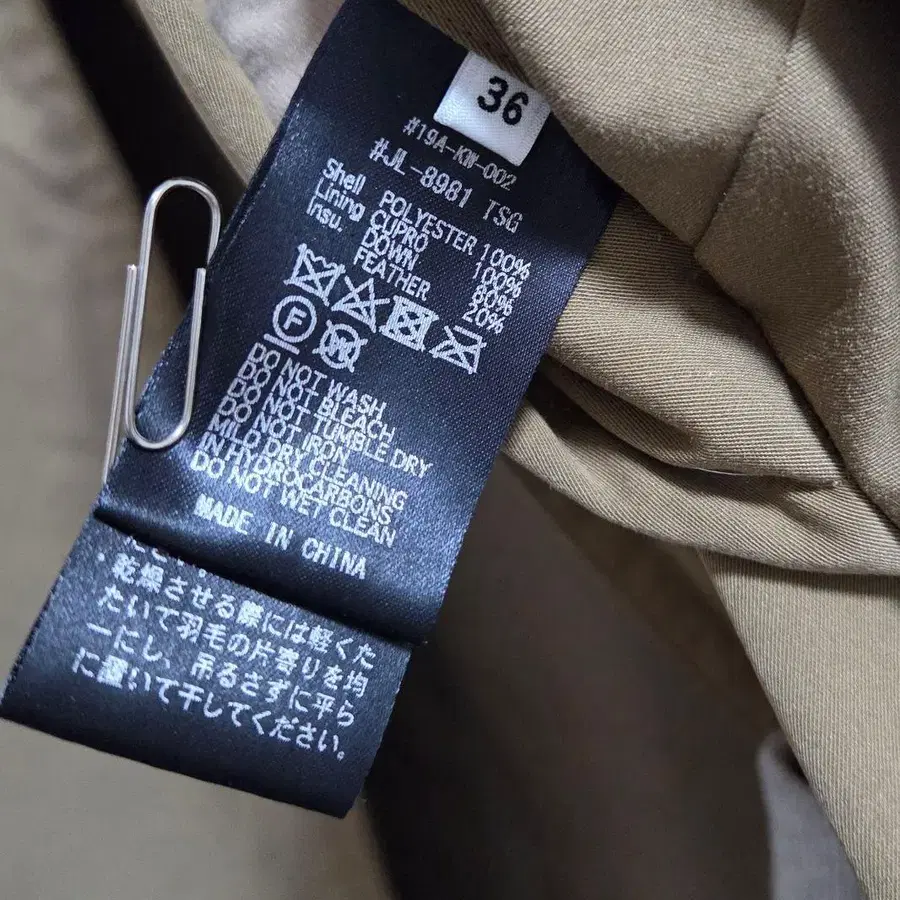 36
#19A-KW-002
#JL-8981 TSG
Shell POLYESTER 100%
Lining CUPRO 100%
Insu. DOWN 80%
FEATHER 20%
F
DO NOT WASH
DO NOT BLEACH
DO NOT TUMBLE DRY
DO NOT IRON
MILD DRY CLEANING
IN HYDROCARBONS
DO NOT WET CLEAN
MADE IN CHINA
・乾燥させる際には軽くた
たいて羽毛の片寄りを均
一にし、吊るさずに平ら
に置いて干してください。